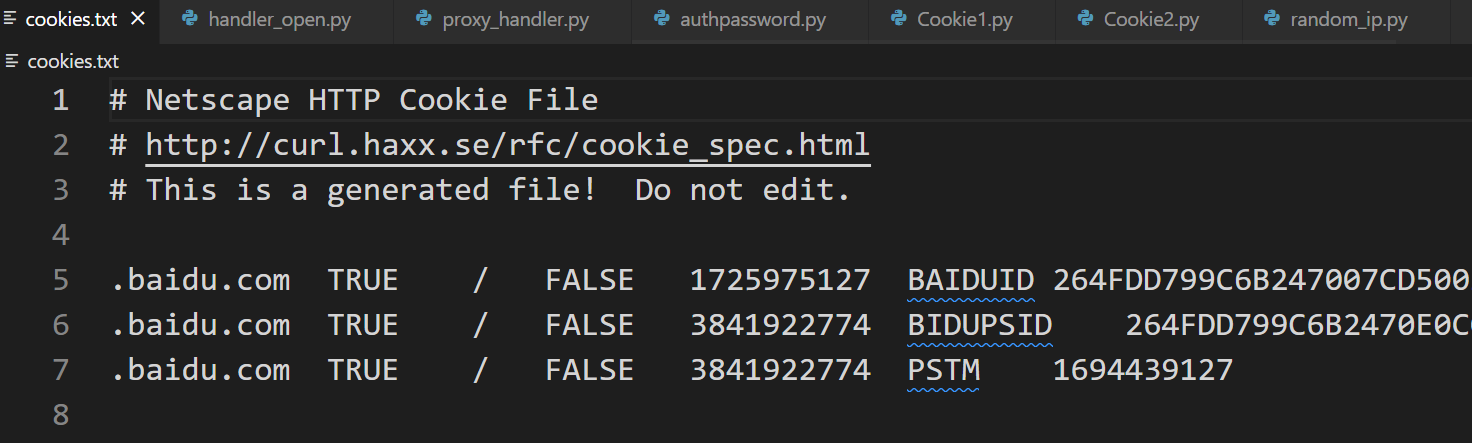 cookies.txt handler_open.py proxy_handler.py authpassword.py Cookie1.py Cookie2.py random_ip.py
cookies.txt
1 # Netscape HTTP Cookie File
2 # http://curl.haxx.se/rfc/cookie_spec.html
3 # This is a generated file!  Do not edit.
4
5 .baidu.com TRUE / FALSE 1725975127 BAIDUID 264FDD799C6B247007CD500
6 .baidu.com TRUE / FALSE 3841922774 BIDUPSID 264FDD799C6B2470E0C
7 .baidu.com TRUE / FALSE 3841922774 PSTM 1694439127
8